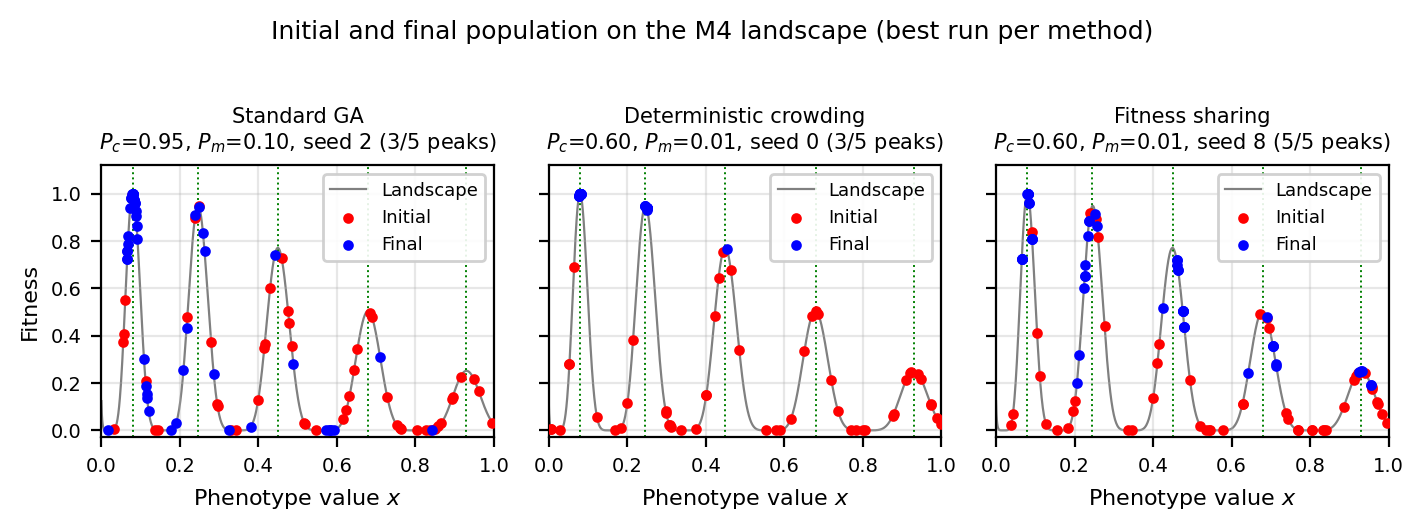 Initial and final population on the M4 landscape (best run per method)
Standard GA
P_c=0.95, P_m=0.10, seed 2 (3/5 peaks)
Deterministic crowding
P_c=0.60, P_m=0.01, seed 0 (3/5 peaks)
Fitness sharing
P_c=0.60, P_m=0.01, seed 8 (5/5 peaks)
Fitness
1.0
0.8
0.6
0.4
0.2
0.0
Landscape
Initial
Final
Landscape
Initial
Final
Landscape
Initial
Final
0.0 0.2 0.4 0.6 0.8 1.0
0.0 0.2 0.4 0.6 0.8 1.0
0.0 0.2 0.4 0.6 0.8 1.0
Phenotype value x
Phenotype value x
Phenotype value x